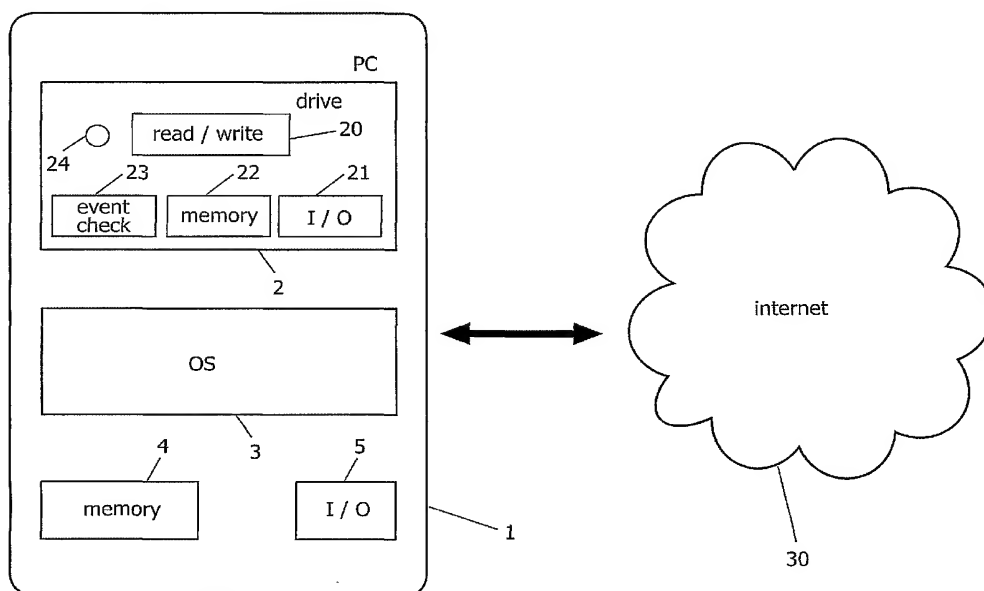 PC
drive
read / write
20
24
23
22
21
event
check
memory
I / O
2
internet
OS
3
4
5
memory
I / O
1
30